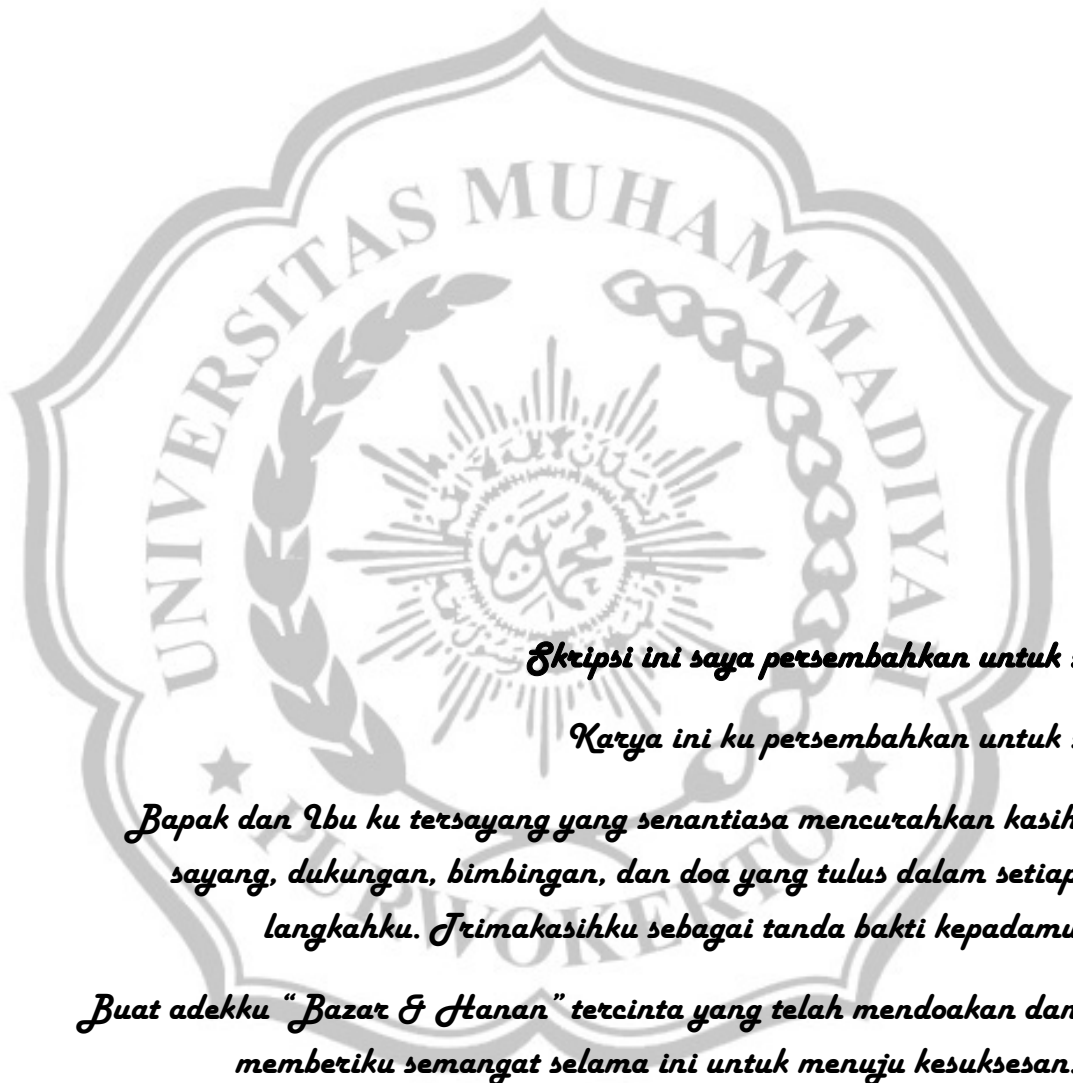 UNIVERSITAS MUHAMMADIYAH
PURWOKERTO
Skripsi ini saya persembahkan untuk :
Karya ini ku persembahkan untuk :
Bapak dan Ibu ku tersayang yang senantiasa mencurahkan kasih
sayang, dukungan, bimbingan, dan doa yang tulus dalam setiap
langkahku. Trimakasihku sebagai tanda bakti kepadamu
Buat adekku “Bazar & Hanan” tercinta yang telah mendoakan dan
memberiku semangat selama ini untuk menuju kesuksesan.